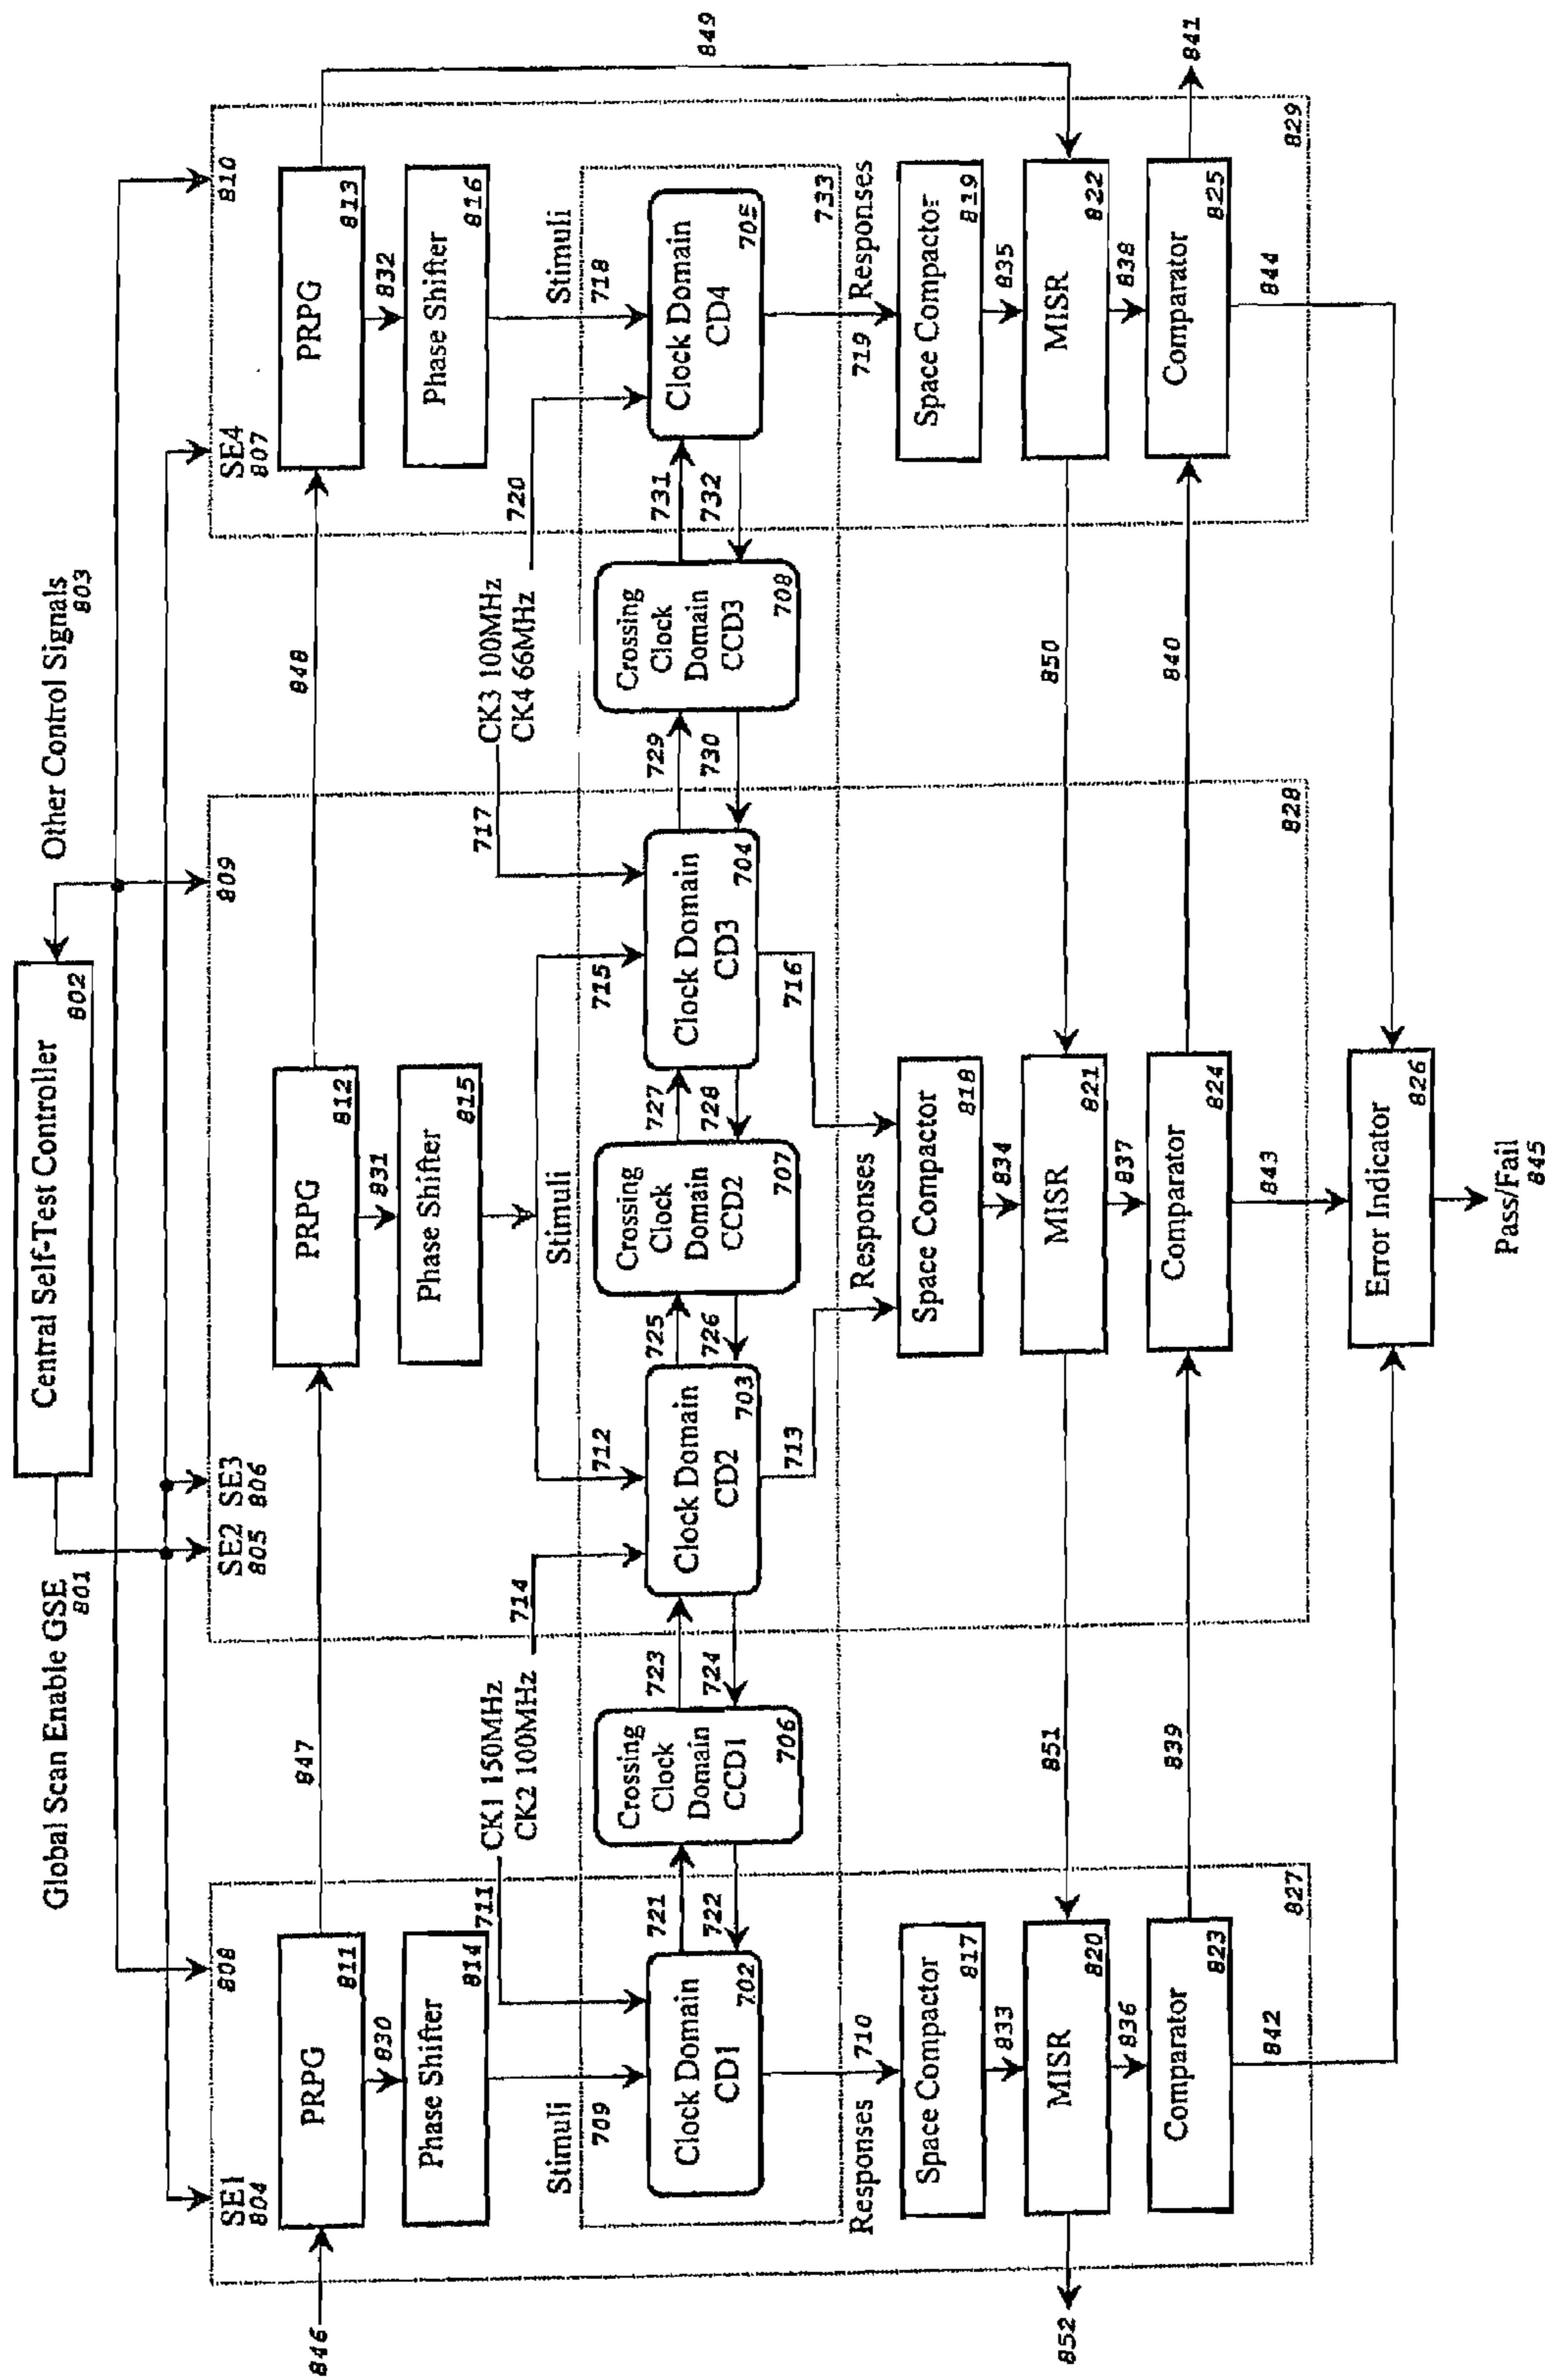 Central Self-Test Controller
802
Global Scan Enable GSE
801
Other Control Signals
803
SE1
804
808
SE2
805
SE3
806
809
SE4
807
810
846
PRPG
811
847
PRPG
812
848
PRPG
813
849
830
831
832
Phase Shifter
814
Phase Shifter
815
Phase Shifter
816
711
CK1 150MHz
CK2 100MHz
714
717
CK3 100MHz
CK4 66MHz
720
Stimuli
709
712
Stimuli
715
Stimuli
718
Clock Domain
CD1
702
721
722
Crossing
Clock
Domain
CCD1
706
723
724
Clock Domain
CD2
703
725
726
Crossing
Clock
Domain
CCD2
707
727
728
Clock Domain
CD3
704
729
730
Crossing
Clock
Domain
CCD3
708
731
732
Clock Domain
CD4
705
733
Responses
710
713
Responses
716
719
Responses
Space Compactor
817
Space Compactor
818
Space Compactor
819
833
834
835
852
MISR
820
851
MISR
821
850
MISR
822
836
837
838
Comparator
823
839
Comparator
824
840
Comparator
825
841
827
828
829
842
843
844
Error Indicator
826
Pass/Fail
845